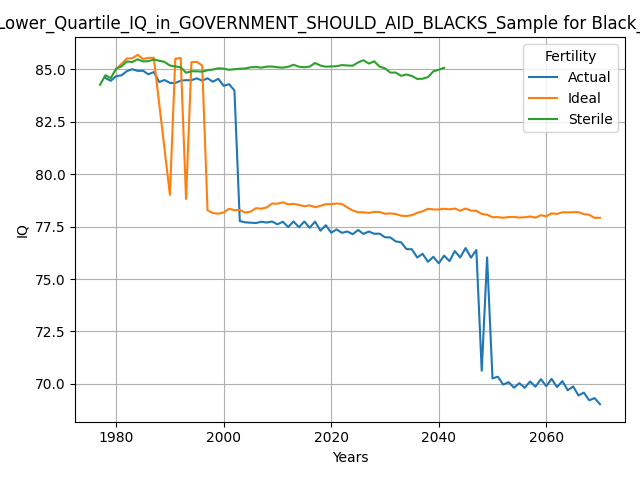 Lower_Quartile_IQ_in_GOVERNMENT_SHOULD_AID_BLACKS_Sample for Black_
Fertility
Actual
Ideal
Sterile
85.0
82.5
80.0
77.5
75.0
72.5
70.0
IQ
1980
2000
2020
2040
2060
Years